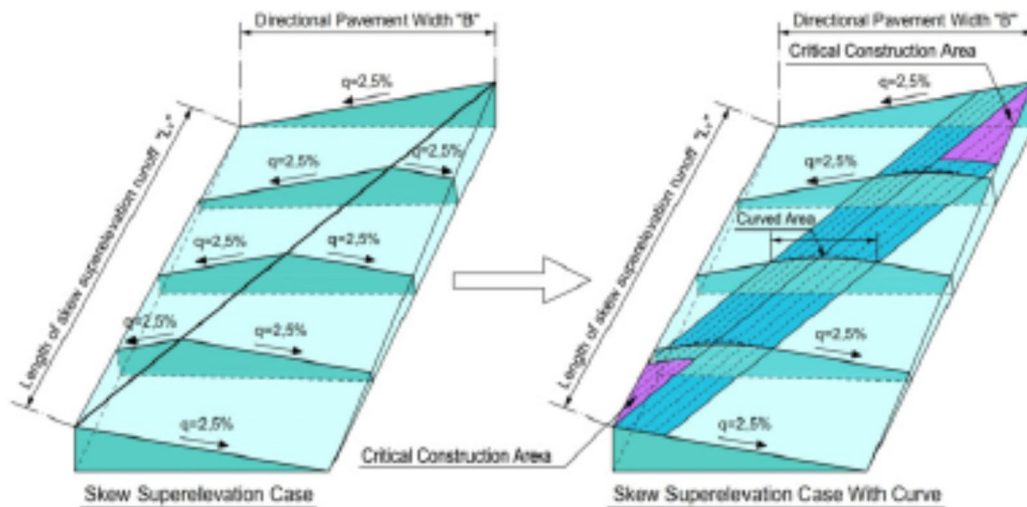 Directional Pavement Width "B"
q=2,5%
q=2,5%
q=2,5%
q=2,5%
q=2,5%
q=2,5%
q=2,5%
q=2,5%
Length of skew superelevation runoff "Lᵥ"
Skew Superelevation Case
Directional Pavement Width "B"
Critical Construction Area
q=2,5%
q=2,5%
Curved Area
q=2,5%
q=2,5%
Length of skew superelevation runoff "Lᵥ"
Critical Construction Area
Skew Superelevation Case With Curve